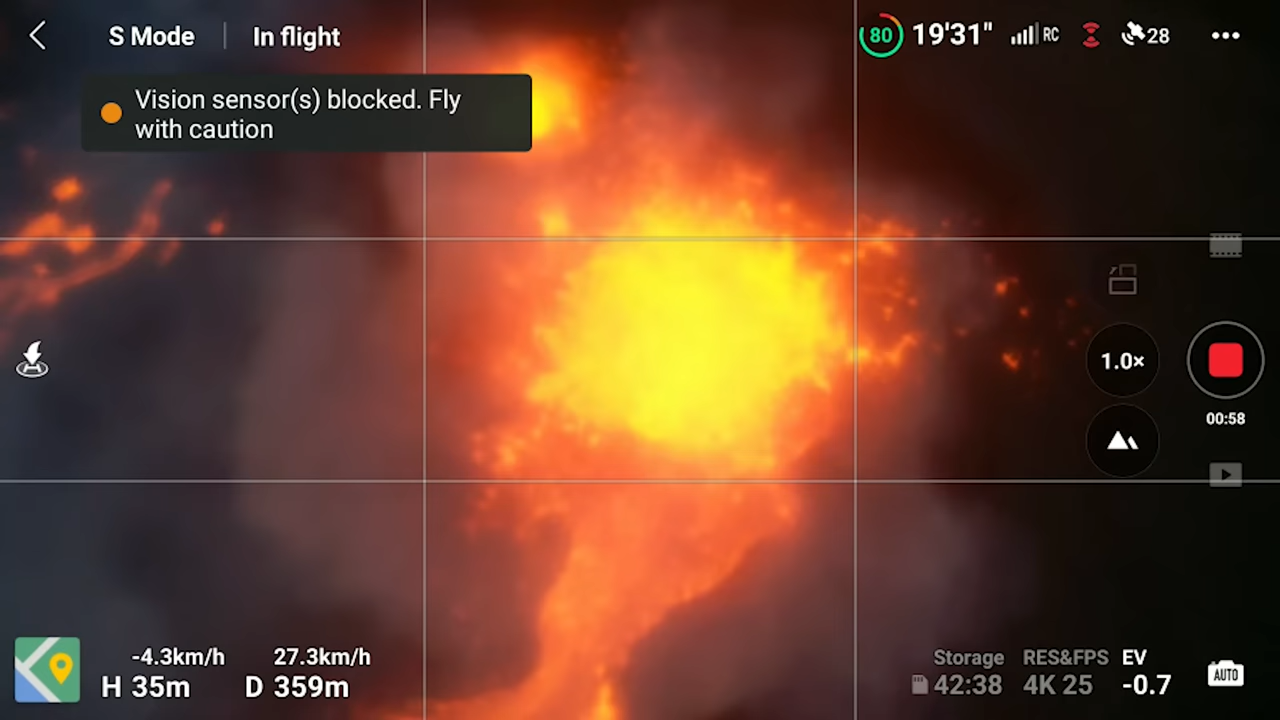 S Mode | In flight
80 19'31" RC 28
Vision sensor(s) blocked. Fly
with caution
1.0×
00:58
-4.3km/h 27.3km/h
H 35m D 359m
Storage RES&FPS EV
42:38 4K 25 -0.7
AUTO